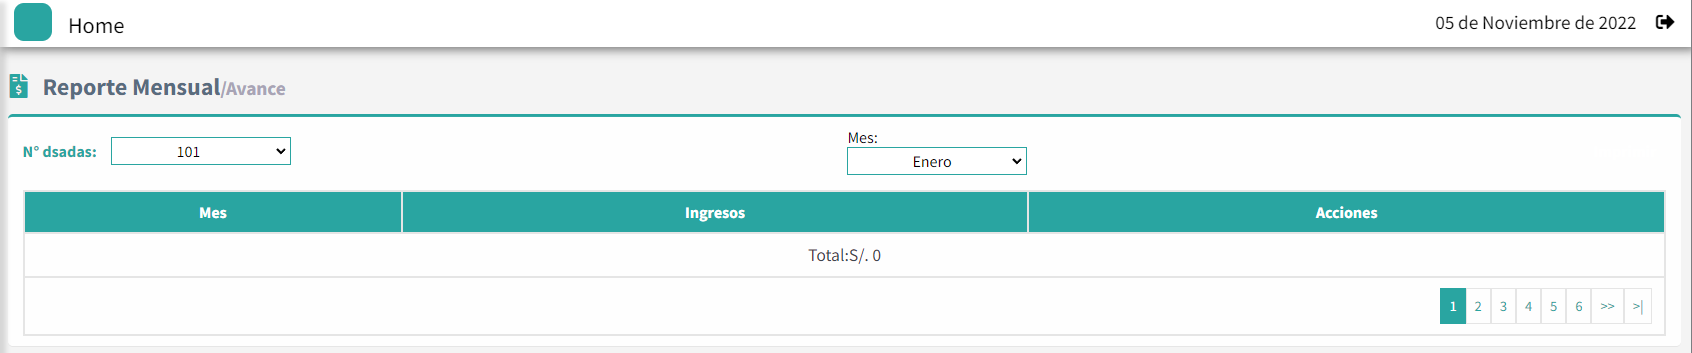 Home
05 de Noviembre de 2022
Reporte Mensual/Avance
N° dsadas: 101
Mes:
Enero
Mes Ingresos Acciones
Total:S/. 0
1 2 3 4 5 6 >> >|